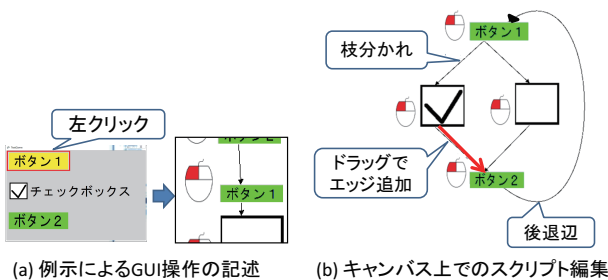 左クリック
ボタン1
チェックボックス
ボタン2
ボタン2
ボタン1
(a) 例示によるGUI操作の記述
ボタン1
枝分かれ
ドラッグで
エッジ追加
ボタン2
後退辺
(b) キャンバス上でのスクリプト編集